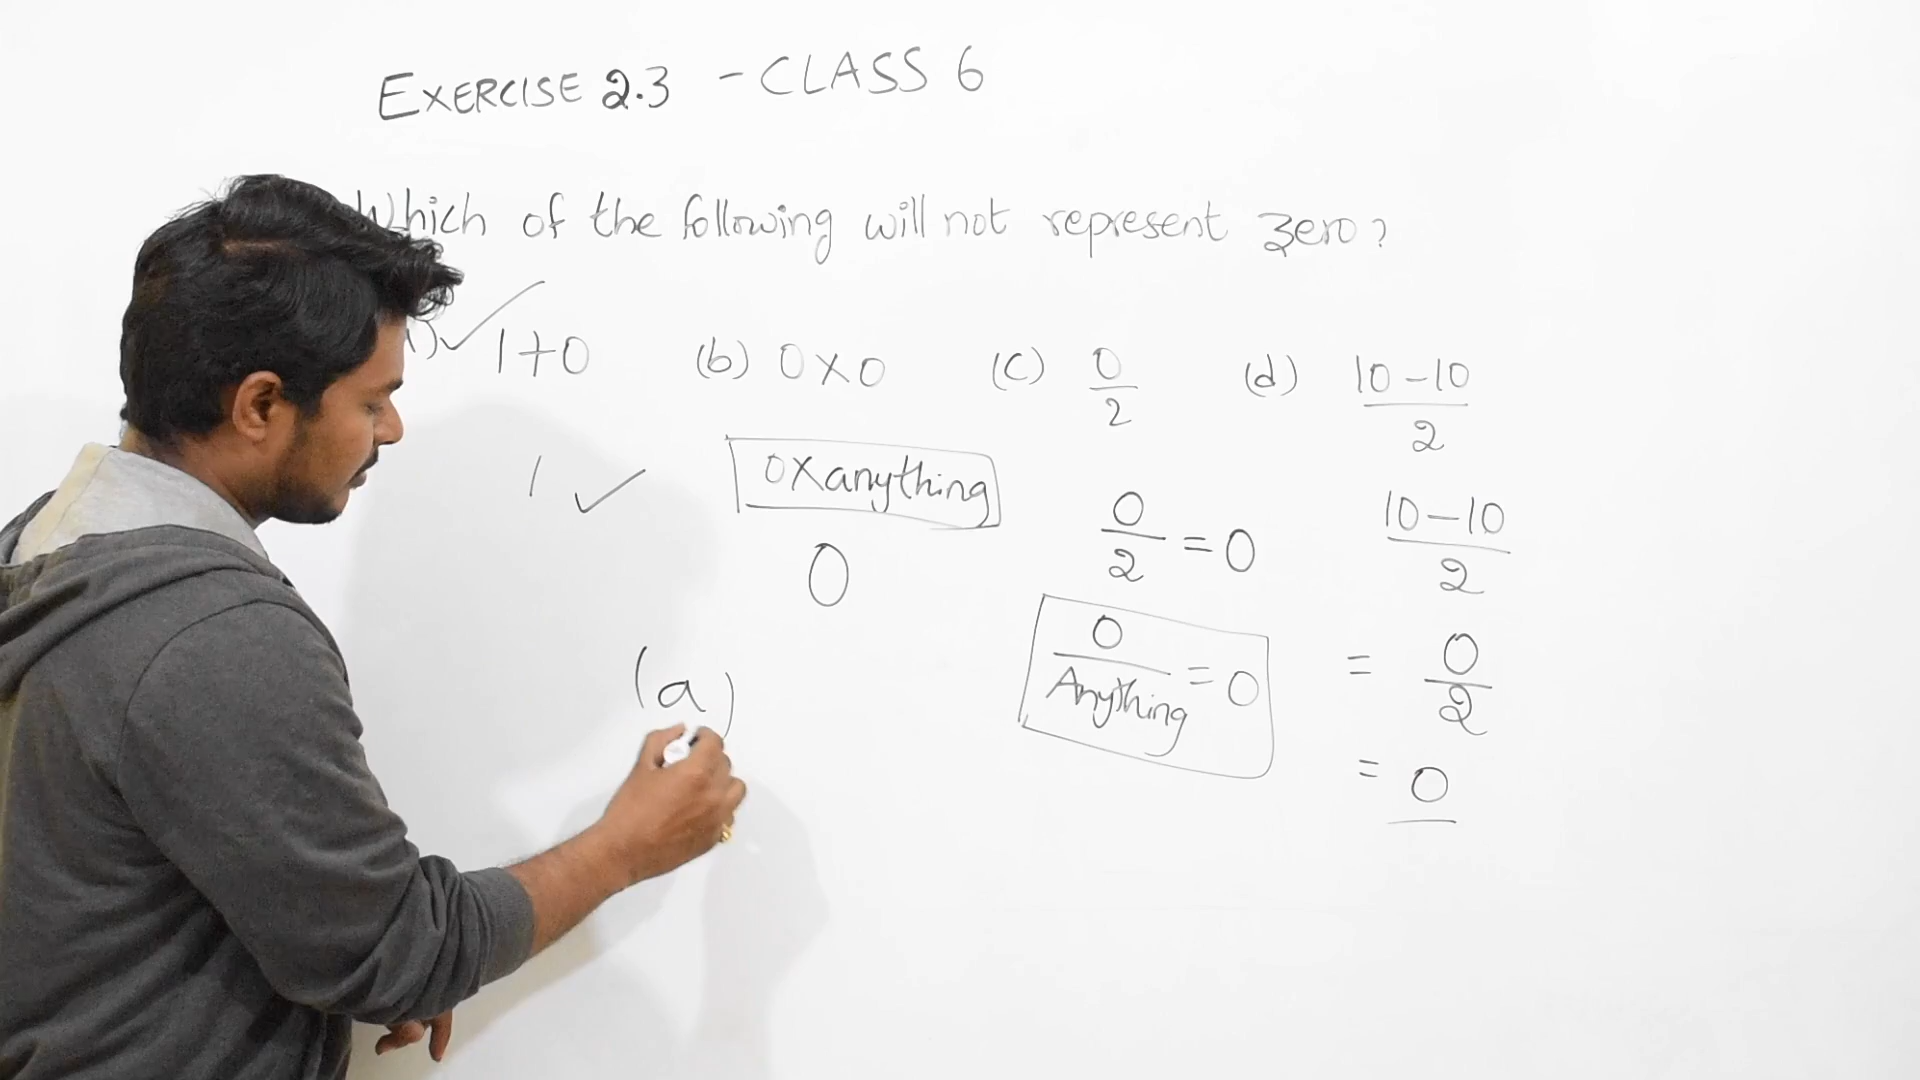 EXERCISE 2.3 - CLASS 6
Which of the following will not represent zero?
) ✓ 1+0 (b) 0×0 (c) 0/2 (d) 10-10/2
1 ✓
0×anything
0
0/2 = 0
0/Anything = 0
10-10/2
= 0/2
= 0
(a)